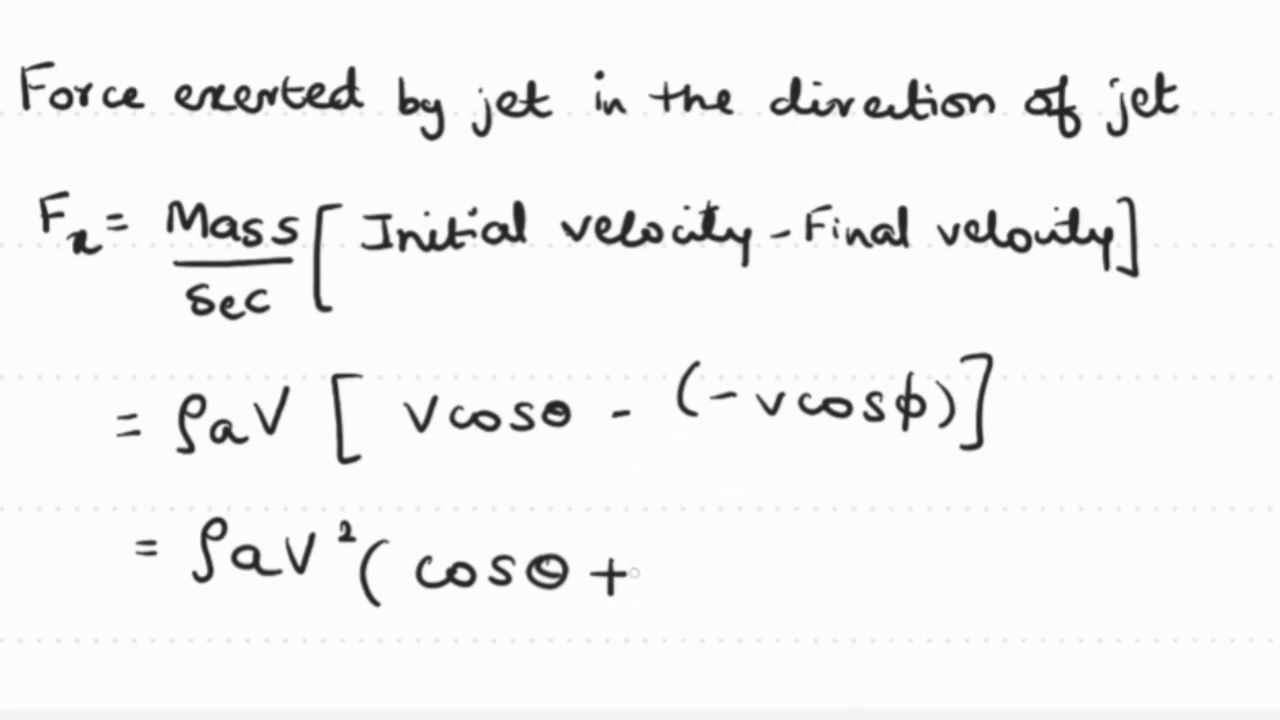 Force exerted by jet in the direction of jet
Fx = Mass/Sec [Initial velocity - Final velocity]
= ρaV [Vcosθ - (-vcosϕ)]
= ρaV²(cosθ +